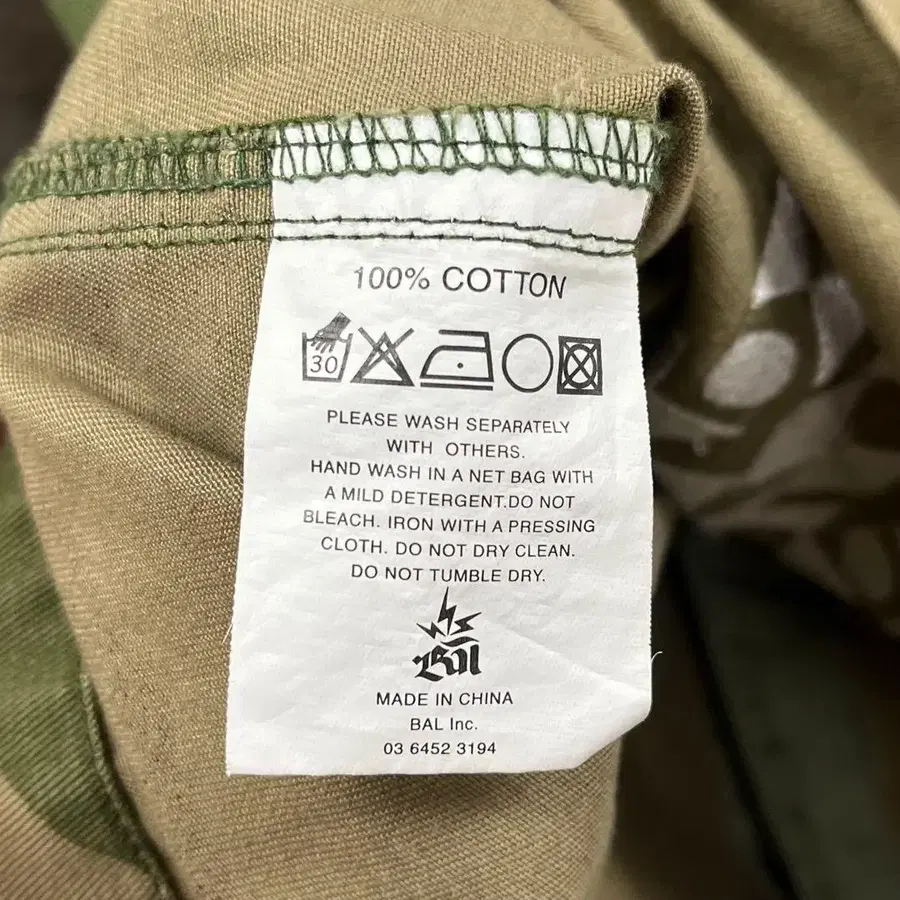 100% COTTON
30
PLEASE WASH SEPARATELY
WITH OTHERS.
HAND WASH IN A NET BAG WITH
A MILD DETERGENT.DO NOT
BLEACH. IRON WITH A PRESSING
CLOTH. DO NOT DRY CLEAN.
DO NOT TUMBLE DRY.
BAL
MADE IN CHINA
BAL Inc.
03 6452 3194